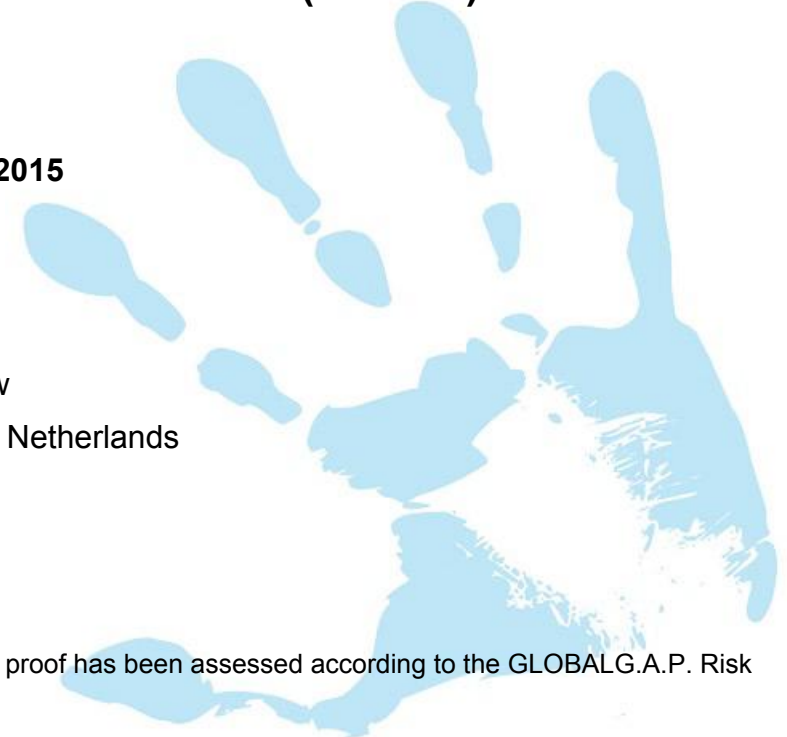 2015
Netherlands
proof has been assessed according to the GLOBALG.A.P. Risk